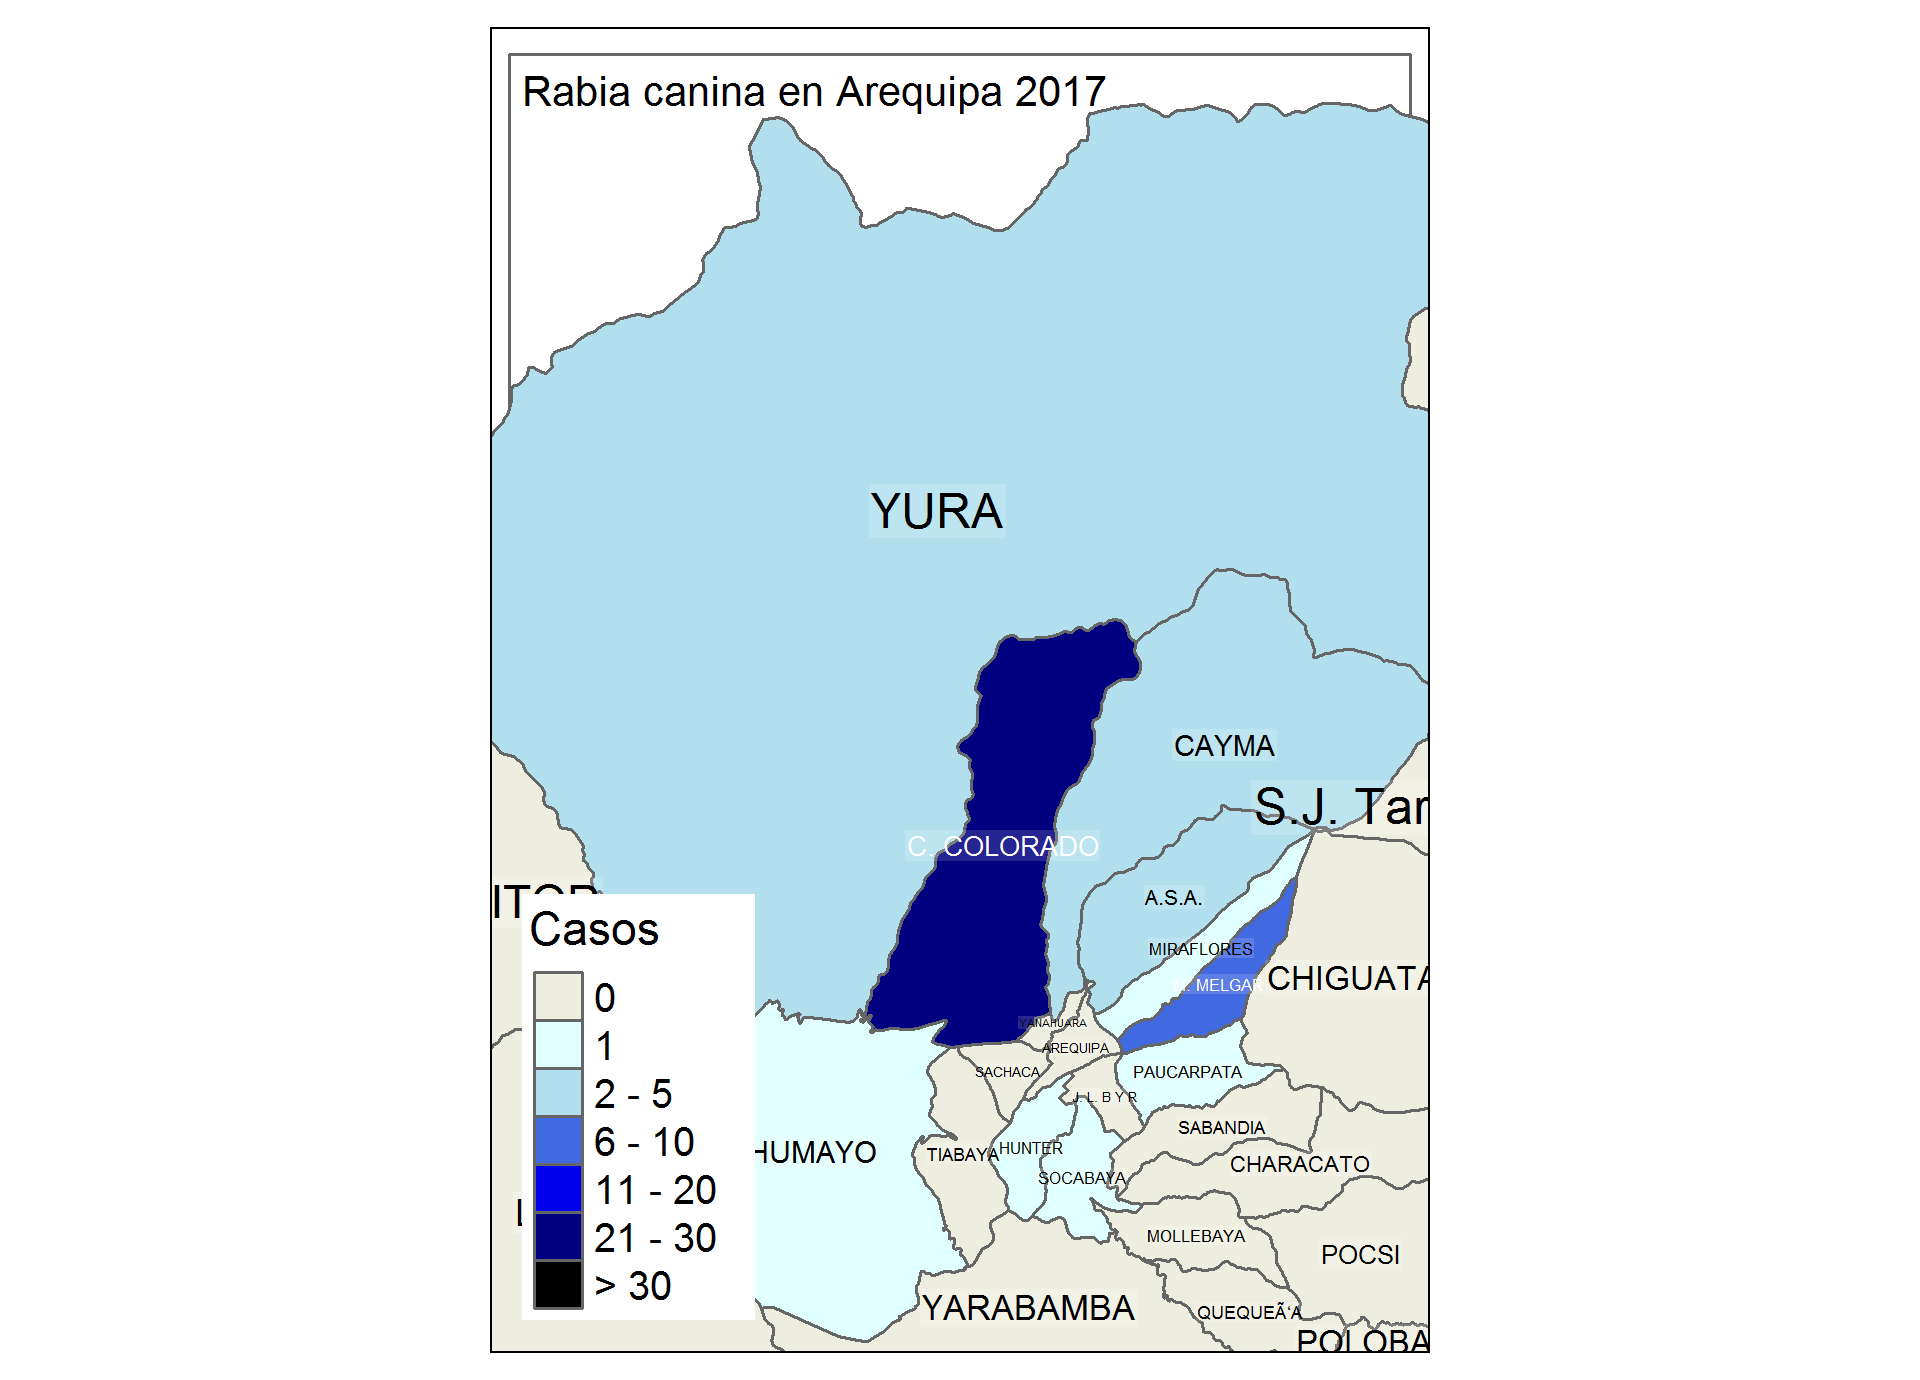 Rabia canina en Arequipa 2017
YURA
CAYMA
S.J. Tar
C. COLORADO
A.S.A.
MIRAFLORES
M. MELGAR
CHIGUATA
YANAHUARA
AREQUIPA
SACHACA
PAUCARPATA
J. L. B Y R
SABANDIA
HUNTER
TIABAYA
HUMAYO
CHARACATO
SOCABAYA
MOLLEBAYA
POCSI
YARABAMBA
QUEQUEÃ‘A
POLOBA
Casos
0
1
2 - 5
6 - 10
11 - 20
21 - 30
> 30